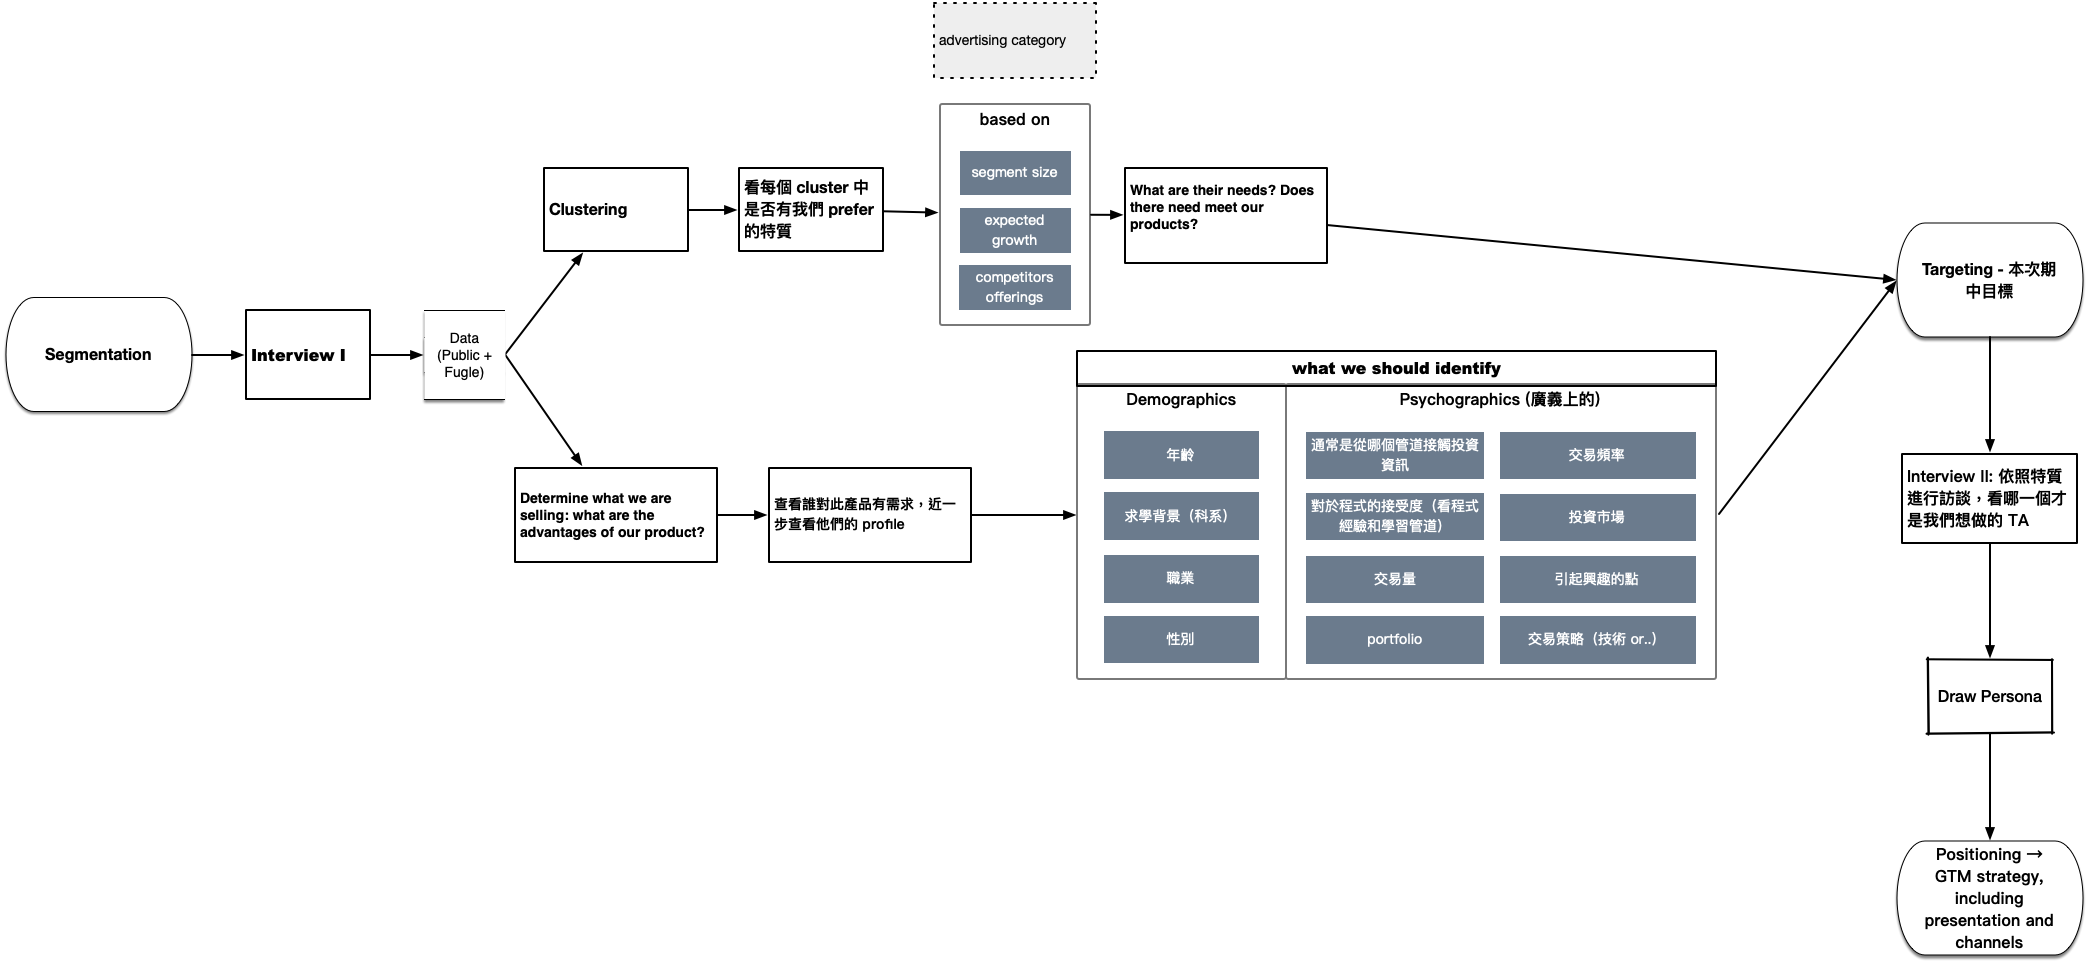 advertising category
based on
segment size
expected
growth
competitors
offerings
Clustering
看每個 cluster 中
是否有我們 prefer
的特質
What are their needs? Does
there need meet our
products?
Segmentation
Interview I
Data
(Public +
Fugle)
Determine what we are
selling: what are the
advantages of our product?
查看誰對此產品有需求，近一
步查看他們的 profile
what we should identify
Demographics
年齡
求學背景（科系）
職業
性別
Psychographics (廣義上的)
通常是從哪個管道接觸投資
資訊
交易頻率
對於程式的接受度（看程式
經驗和學習管道）
投資市場
交易量
引起興趣的點
portfolio
交易策略（技術 or..）
Targeting - 本次期
中目標
Interview II: 依照特質
進行訪談，看哪一個才
是我們想做的 TA
Draw Persona
Positioning →
GTM strategy,
including
presentation and
channels